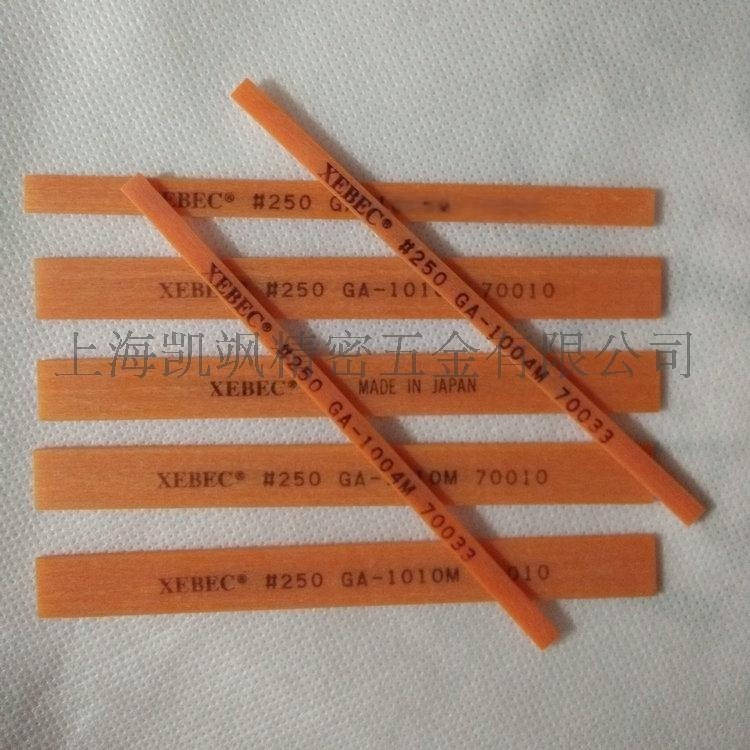 XEBEC® #250 GA-1004M 70033
XEBEC® #250
XEBEC® #250 GA-101 70010
上海凯飒精密五金有限公司
XEBEC® MADE IN JAPAN
XEBEC® #250 GA-1004M 70033
XEBEC® #250 GA-1010M 70010
XEBEC® #250 GA-1010M 010